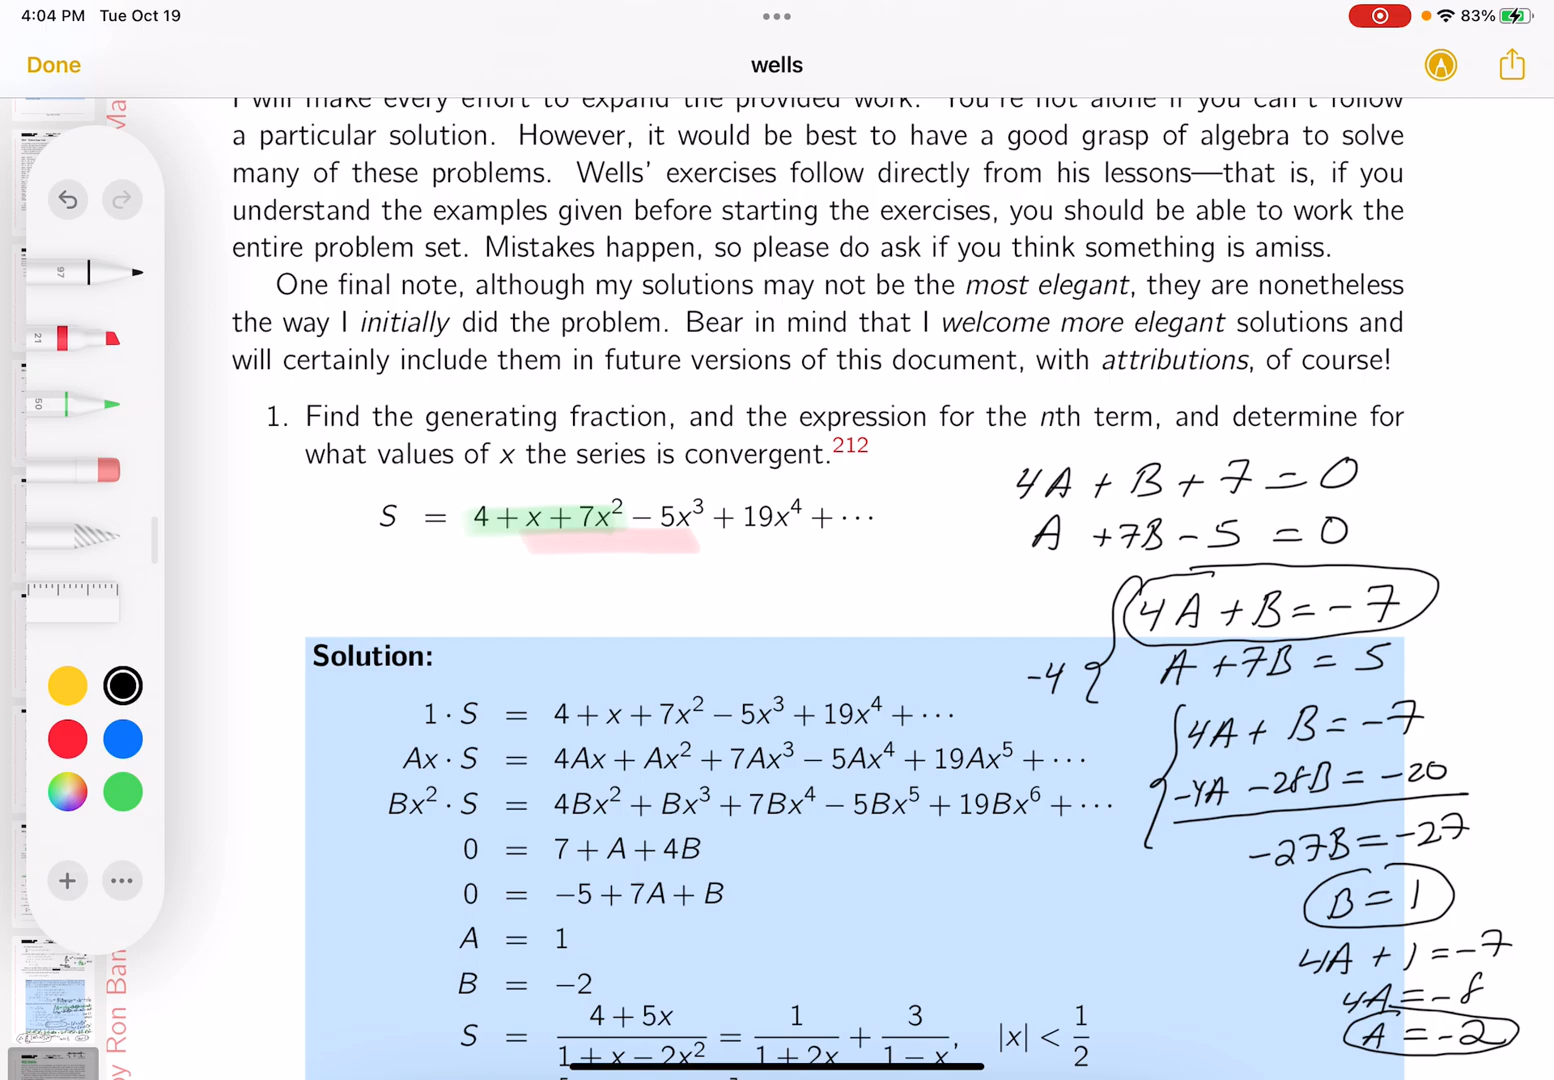 4:04 PM Tue Oct 19
83%
Done
wells
I will make every effort to expand the provided work. You're not alone if you can't follow
a particular solution. However, it would be best to have a good grasp of algebra to solve
many of these problems. Wells' exercises follow directly from his lessons—that is, if you
understand the examples given before starting the exercises, you should be able to work the
entire problem set. Mistakes happen, so please do ask if you think something is amiss.
One final note, although my solutions may not be the most elegant, they are nonetheless
the way I initially did the problem. Bear in mind that I welcome more elegant solutions and
will certainly include them in future versions of this document, with attributions, of course!
1. Find the generating fraction, and the expression for the nth term, and determine for
what values of x the series is convergent.²¹²
S = 4 + x + 7x² − 5x³ + 19x⁴ + ⋯
4A + B + 7 = 0
A + 7B − 5 = 0
4A + B = −7
−4
A + 7B = 5
4A + B = −7
−4A − 28B = −20
−27B = −27
B = 1
4A + 1 = −7
4A = −8
A = −2
Solution:
1 · S = 4 + x + 7x² − 5x³ + 19x⁴ + ⋯
Ax · S = 4Ax + Ax² + 7Ax³ − 5Ax⁴ + 19Ax⁵ + ⋯
Bx² · S = 4Bx² + Bx³ + 7Bx⁴ − 5Bx⁵ + 19Bx⁶ + ⋯
0 = 7 + A + 4B
0 = −5 + 7A + B
A = 1
B = −2
S = (4 + 5x)/(1 + x − 2x²) = 1/(1 + 2x) + 3/(1 − x), |x| < 1/2
97
21
50
Ma
by Ron Ban